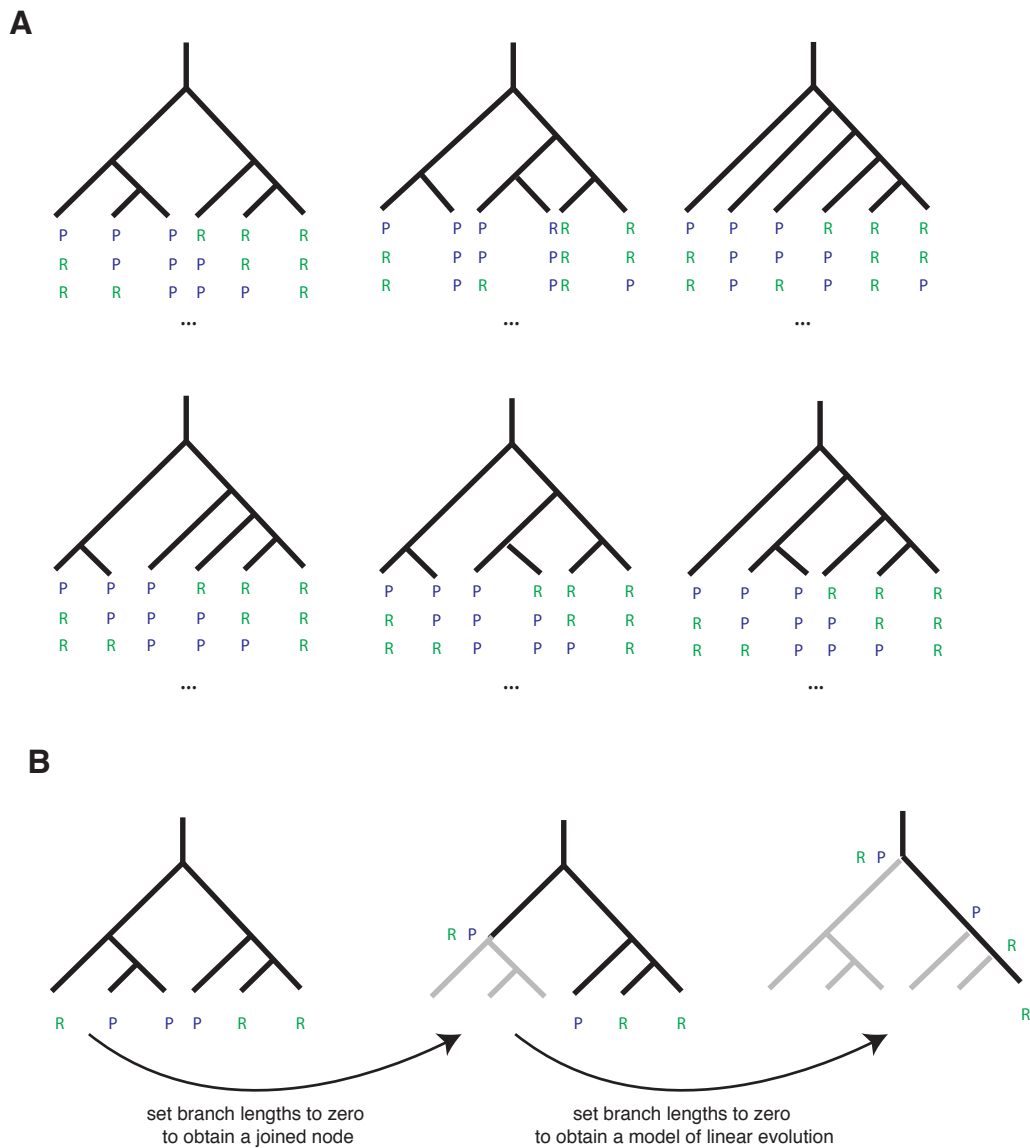 A
P P P R R R
R P P P R R
R R P P P R
...
P P P R R R
R P P P R R
R P R P R P
...
P P P R R R
R P P P R R
R P R P R P
...
P P P R R R
R P P P R R
R R P P P R
...
P P P R R R
R P P P R R
R R P P P R
...
P P P R R R
R P P P R R
R R P P P R
...
B
R P P P R R
set branch lengths to zero
to obtain a joined node
R P
P R R
set branch lengths to zero
to obtain a model of linear evolution
R P
P
R
R